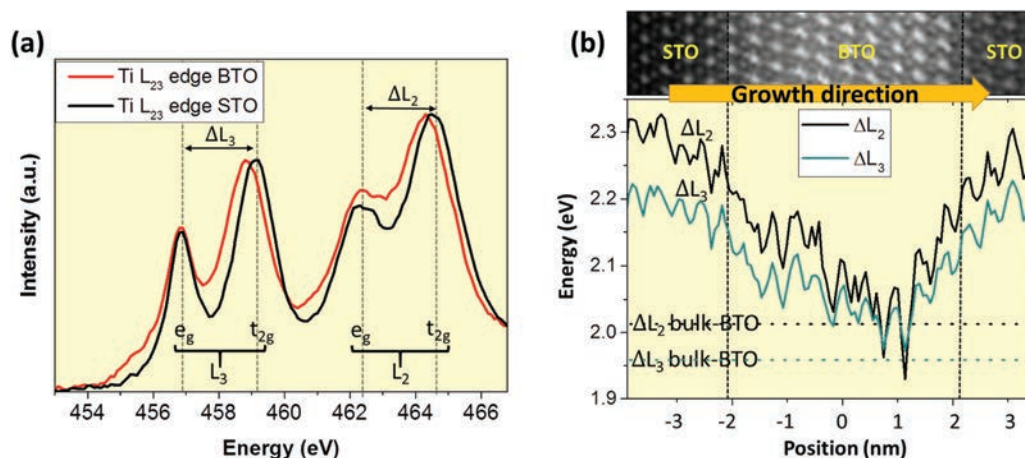 (a)
Ti L23 edge BTO
Ti L23 edge STO
ΔL3
ΔL2
eg
t2g
L3
eg
t2g
L2
Intensity (a.u.)
454 456 458 460 462 464 466
Energy (eV)
(b)
STO
BTO
STO
Growth direction
ΔL2
ΔL3
ΔL2
ΔL3
ΔL2 bulk-BTO
ΔL3 bulk-BTO
2.3
2.2
2.1
2.0
1.9
Energy (eV)
-3 -2 -1 0 1 2 3
Position (nm)